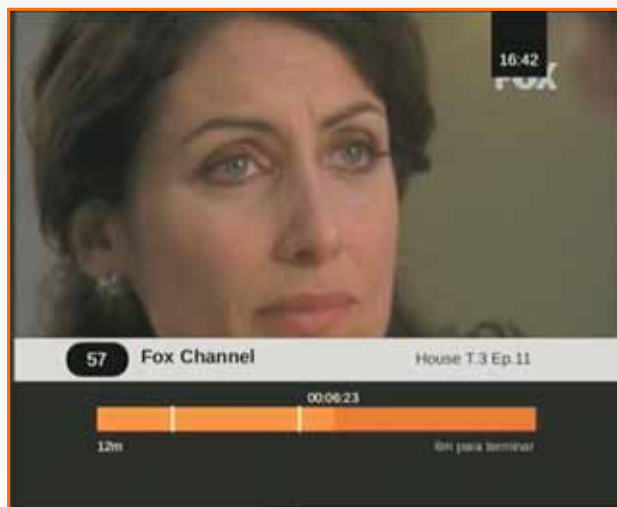 16:42
FOX
57 Fox Channel House T.3 Ep.11
00:06:23
12m 6m para terminar